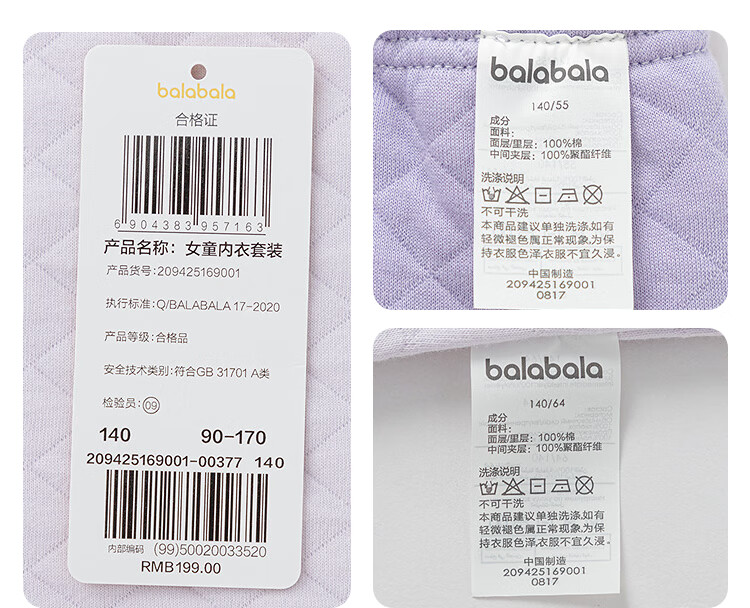 balabala
合格证
6 904383 957163
产品名称：女童内衣套装
产品货号：209425169001
执行标准：Q/BALABALA 17-2020
产品等级：合格品
安全技术类别：符合GB 31701 A类
检验员：09
140 90-170
209425169001-00377 140
内部编码 (99)50020033520
RMB199.00
balabala
140/55
成分
面料：
面层/里层：100%棉
中间夹层：100%聚酯纤维
洗涤说明
不可干洗
本商品建议单独洗涤,如有
轻微褪色属正常现象,为保
持衣服色泽,衣服不宜久浸。
中国制造
209425169001
0817
balabala
140/64
成分
面料：
面层/里层：100%棉
中间夹层：100%聚酯纤维
洗涤说明
不可干洗
本商品建议单独洗涤,如有
轻微褪色属正常现象,为保
持衣服色泽,衣服不宜久浸。
中国制造
209425169001
0817